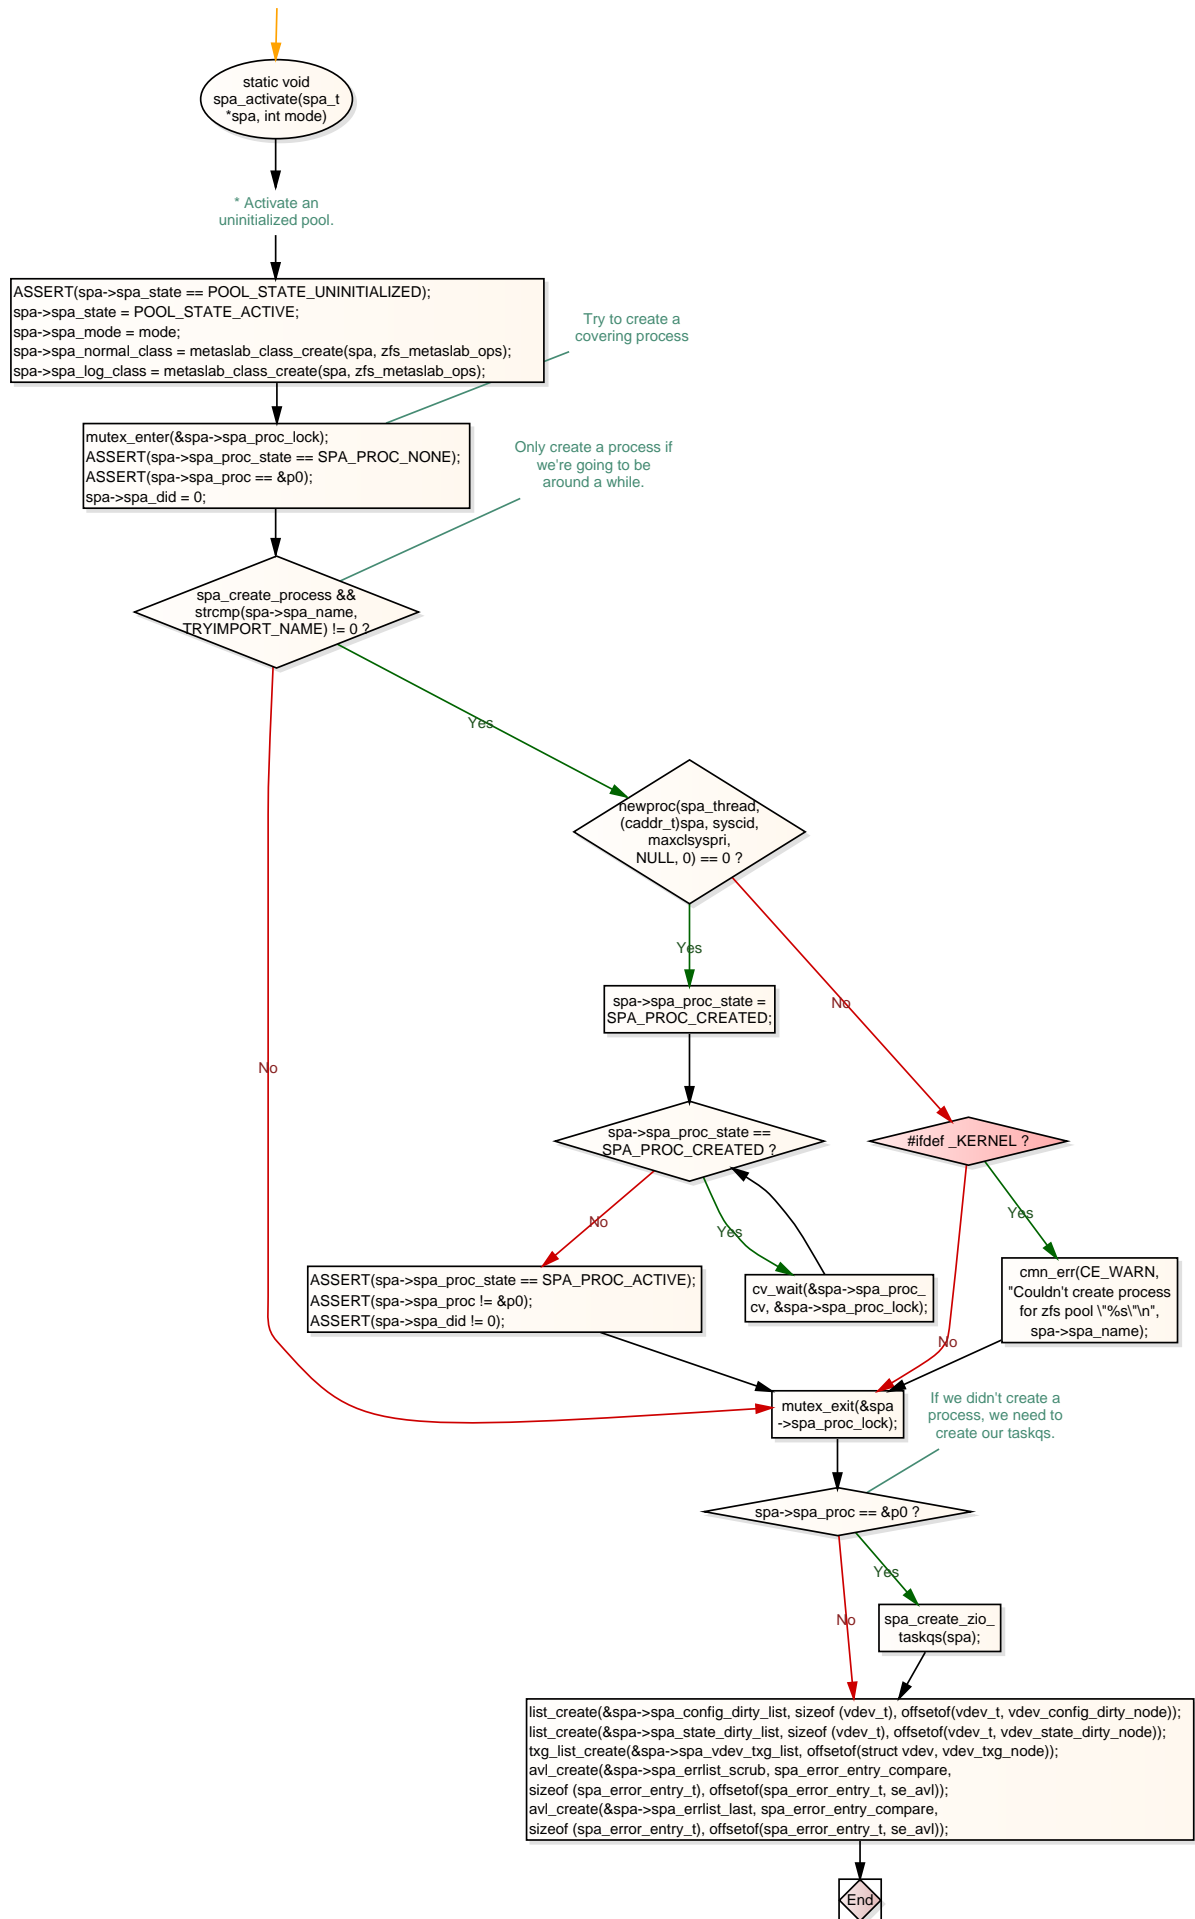 static void
spa_activate(spa_t
*spa, int mode)
* Activate an
uninitialized pool.
ASSERT(spa->spa_state == POOL_STATE_UNINITIALIZED);
spa->spa_state = POOL_STATE_ACTIVE;
spa->spa_mode = mode;
spa->spa_normal_class = metaslab_class_create(spa, zfs_metaslab_ops);
spa->spa_log_class = metaslab_class_create(spa, zfs_metaslab_ops);
Try to create a
covering process
mutex_enter(&spa->spa_proc_lock);
ASSERT(spa->spa_proc_state == SPA_PROC_NONE);
ASSERT(spa->spa_proc == &p0);
spa->spa_did = 0;
Only create a process if
we're going to be
around a while.
spa_create_process &&
strcmp(spa->spa_name,
TRYIMPORT_NAME) != 0 ?
Yes
newproc(spa_thread,
(caddr_t)spa, syscid,
maxclsyspri,
NULL, 0) == 0 ?
Yes
No
spa->spa_proc_state =
SPA_PROC_CREATED;
No
spa->spa_proc_state ==
SPA_PROC_CREATED ?
#ifdef _KERNEL ?
No
Yes
Yes
ASSERT(spa->spa_proc_state == SPA_PROC_ACTIVE);
ASSERT(spa->spa_proc != &p0);
ASSERT(spa->spa_did != 0);
cv_wait(&spa->spa_proc_
cv, &spa->spa_proc_lock);
cmn_err(CE_WARN,
"Couldn't create process
for zfs pool \"%s\"\n",
spa->spa_name);
No
mutex_exit(&spa
->spa_proc_lock);
If we didn't create a
process, we need to
create our taskqs.
spa->spa_proc == &p0 ?
Yes
No
spa_create_zio_
taskqs(spa);
list_create(&spa->spa_config_dirty_list, sizeof (vdev_t), offsetof(vdev_t, vdev_config_dirty_node));
list_create(&spa->spa_state_dirty_list, sizeof (vdev_t), offsetof(vdev_t, vdev_state_dirty_node));
txg_list_create(&spa->spa_vdev_txg_list, offsetof(struct vdev, vdev_txg_node));
avl_create(&spa->spa_errlist_scrub, spa_error_entry_compare,
sizeof (spa_error_entry_t), offsetof(spa_error_entry_t, se_avl));
avl_create(&spa->spa_errlist_last, spa_error_entry_compare,
sizeof (spa_error_entry_t), offsetof(spa_error_entry_t, se_avl));
End